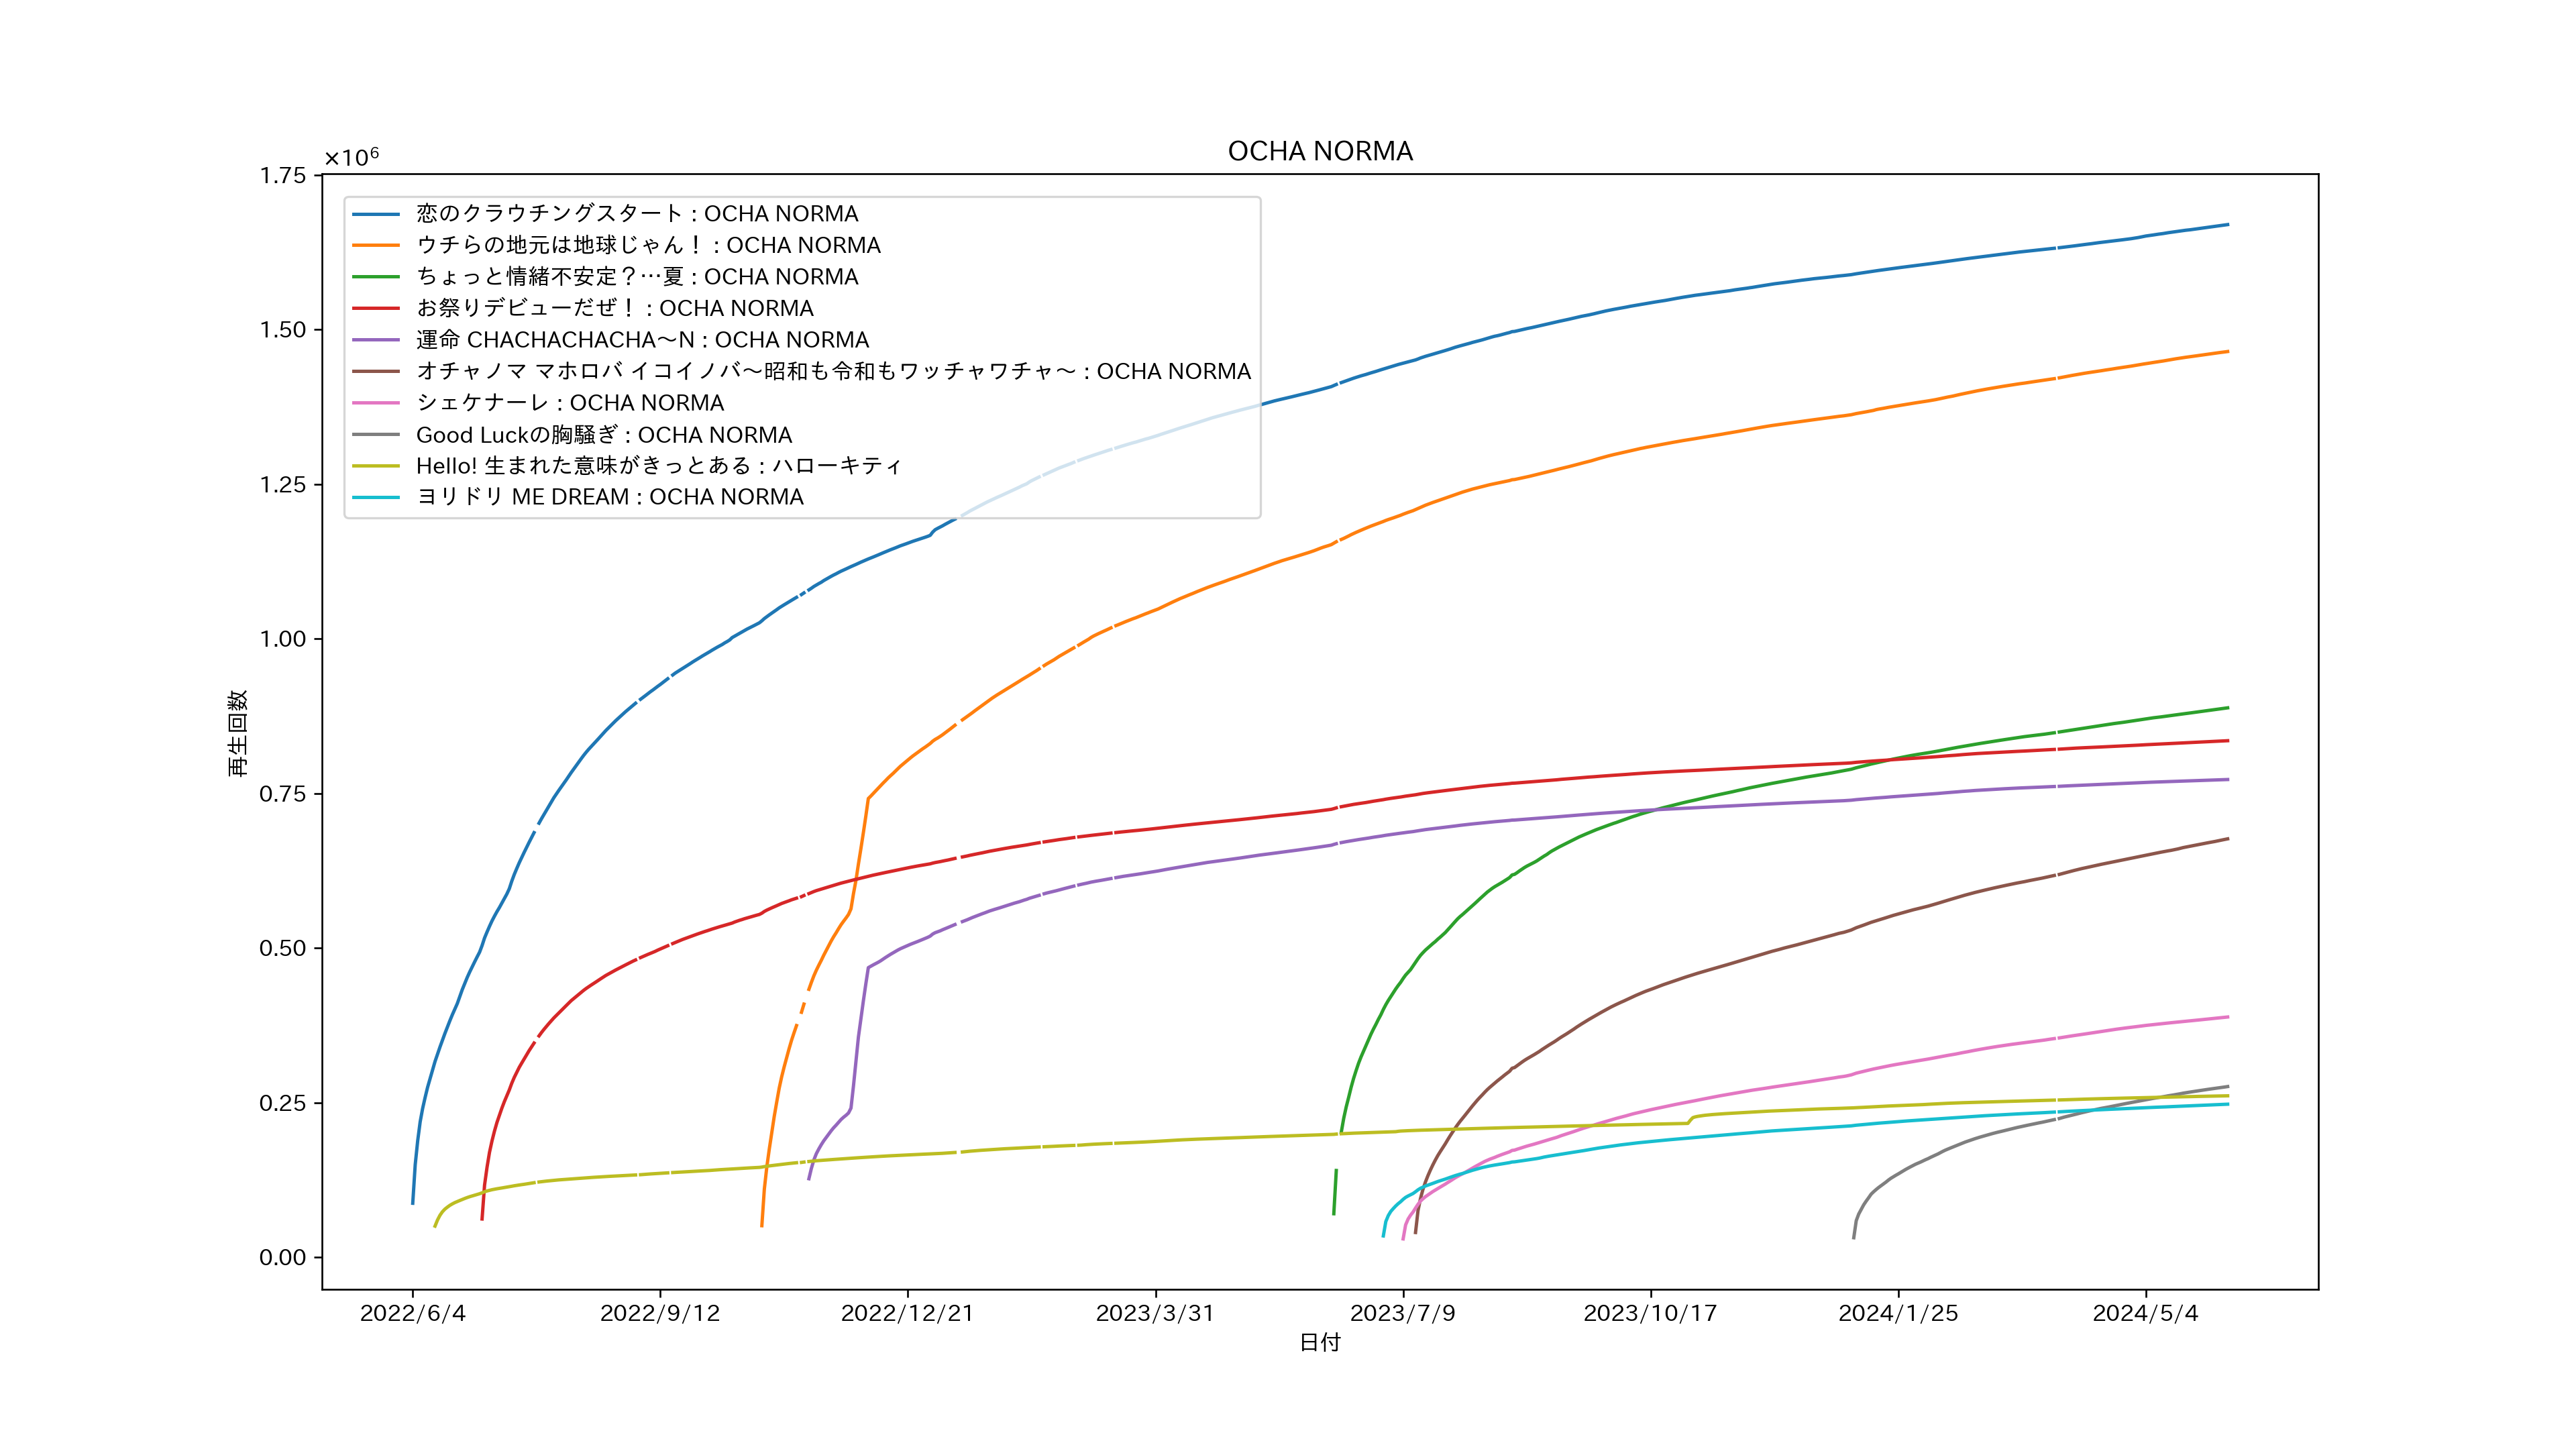 OCHA NORMA
×10⁶
1.75
1.50
1.25
1.00
0.75
0.50
0.25
0.00
再生回数
恋のクラウチングスタート : OCHA NORMA
ウチらの地元は地球じゃん！ : OCHA NORMA
ちょっと情緒不安定？…夏 : OCHA NORMA
お祭りデビューだぜ！ : OCHA NORMA
運命 CHACHACHACHA～N : OCHA NORMA
オチャノマ マホロバ イコイノバ～昭和も令和もワッチャワチャ～ : OCHA NORMA
シェケナーレ : OCHA NORMA
Good Luckの胸騒ぎ : OCHA NORMA
Hello! 生まれた意味がきっとある : ハローキティ
ヨリドリ ME DREAM : OCHA NORMA
2022/6/4 2022/9/12 2022/12/21 2023/3/31 2023/7/9 2023/10/17 2024/1/25 2024/5/4
日付